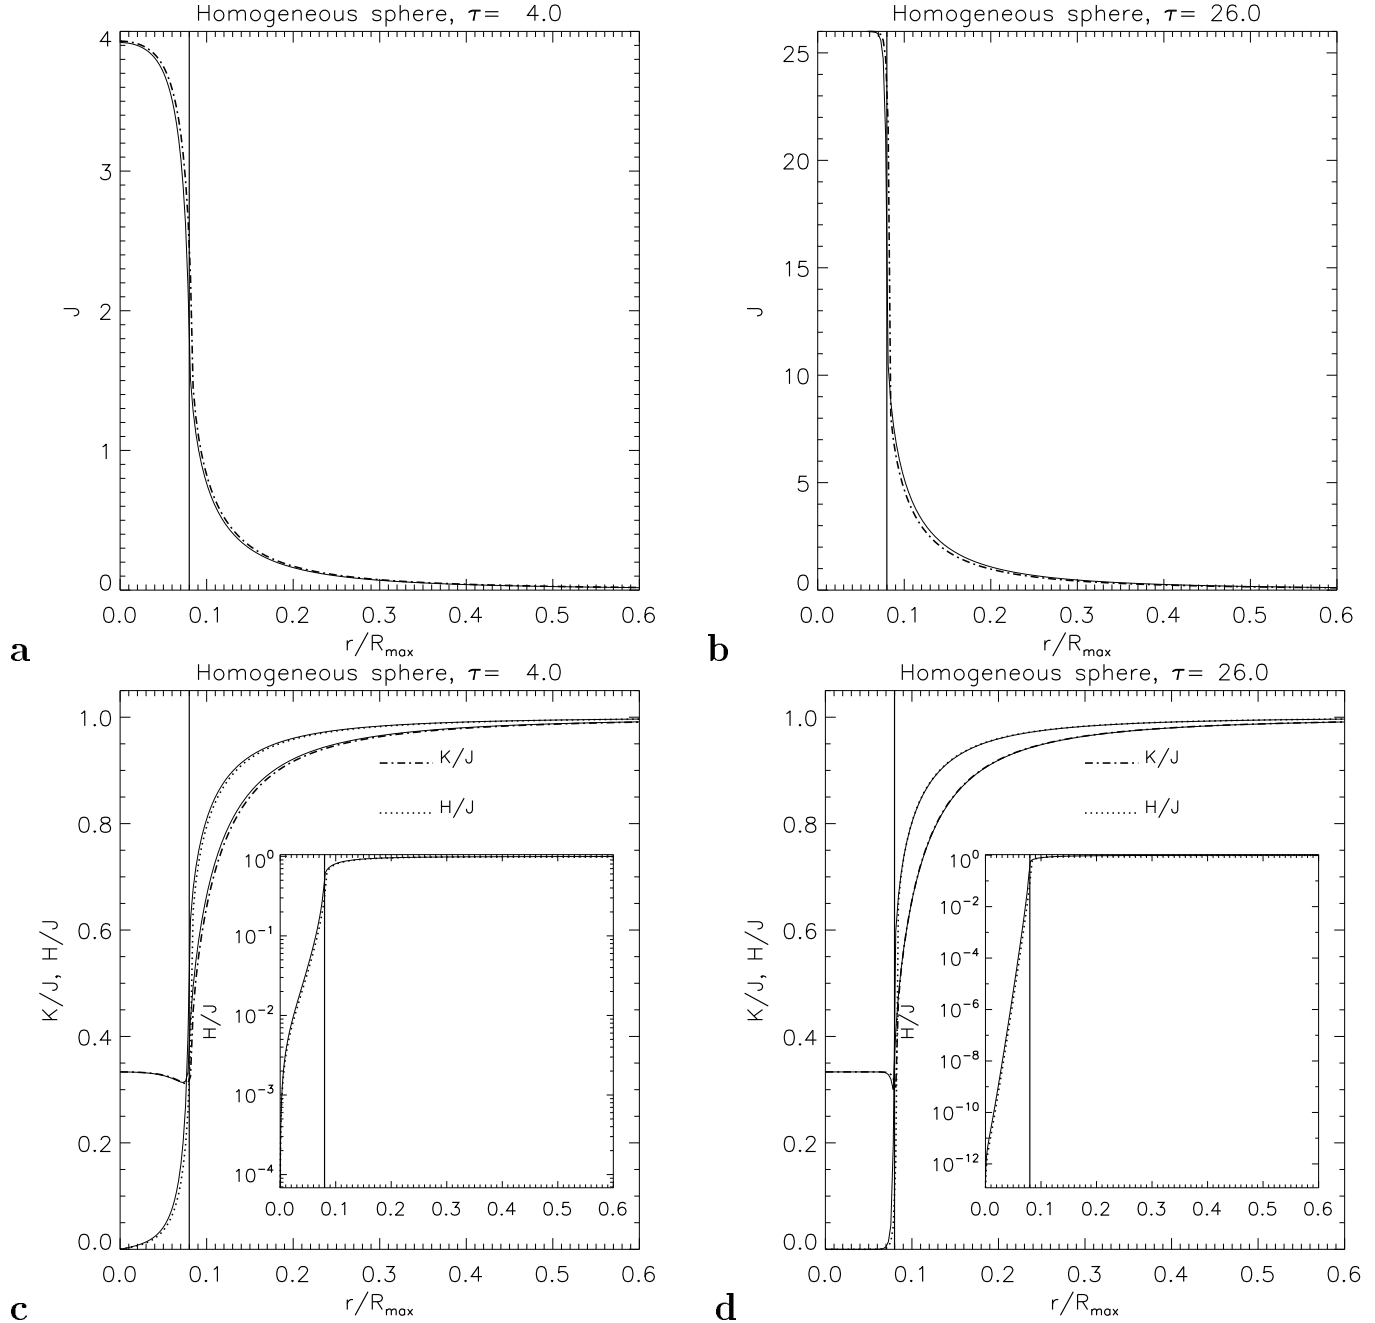 Homogeneous sphere, τ= 4.0
4
3
2
1
0
J
0.0 0.1 0.2 0.3 0.4 0.5 0.6
r/Rmax
a
Homogeneous sphere, τ= 26.0
25
20
15
10
5
0
J
0.0 0.1 0.2 0.3 0.4 0.5 0.6
r/Rmax
b
Homogeneous sphere, τ= 4.0
1.0
0.8
0.6
0.4
0.2
0.0
K/J, H/J
K/J
H/J
10⁰
10⁻¹
10⁻²
10⁻³
10⁻⁴
H/J
0.0 0.1 0.2 0.3 0.4 0.5 0.6
0.0 0.1 0.2 0.3 0.4 0.5 0.6
r/Rmax
c
Homogeneous sphere, τ= 26.0
1.0
0.8
0.6
0.4
0.2
0.0
K/J, H/J
K/J
H/J
10⁰
10⁻²
10⁻⁴
10⁻⁶
10⁻⁸
10⁻¹⁰
10⁻¹²
H/J
0.0 0.1 0.2 0.3 0.4 0.5 0.6
0.0 0.1 0.2 0.3 0.4 0.5 0.6
r/Rmax
d